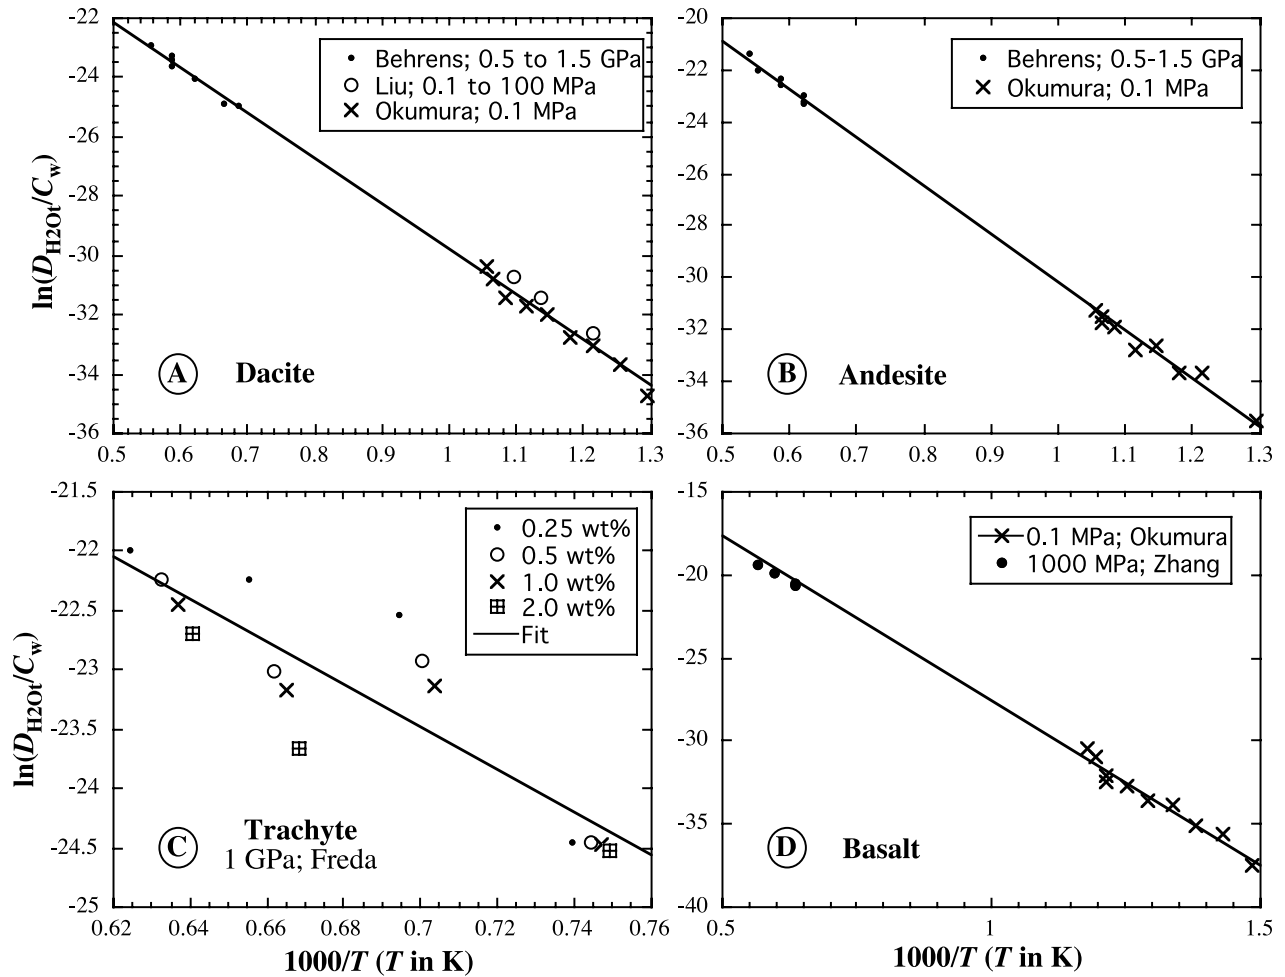 -22
-24
-26
-28
-30
-32
-34
-36
ln(D_H2Ot/C_w)
Behrens; 0.5 to 1.5 GPa
Liu; 0.1 to 100 MPa
Okumura; 0.1 MPa
A Dacite
0.5 0.6 0.7 0.8 0.9 1 1.1 1.2 1.3
-20
-22
-24
-26
-28
-30
-32
-34
-36
Behrens; 0.5-1.5GPa
Okumura; 0.1 MPa
B Andesite
0.5 0.6 0.7 0.8 0.9 1 1.1 1.2 1.3
-21.5
-22
-22.5
-23
-23.5
-24
-24.5
-25
ln(D_H2Ot/C_w)
0.25 wt%
0.5 wt%
1.0 wt%
2.0 wt%
Fit
C Trachyte
1 GPa; Freda
0.62 0.64 0.66 0.68 0.7 0.72 0.74 0.76
1000/T (T in K)
-15
-20
-25
-30
-35
-40
0.1 MPa; Okumura
1000 MPa; Zhang
D Basalt
0.5 1 1.5
1000/T (T in K)